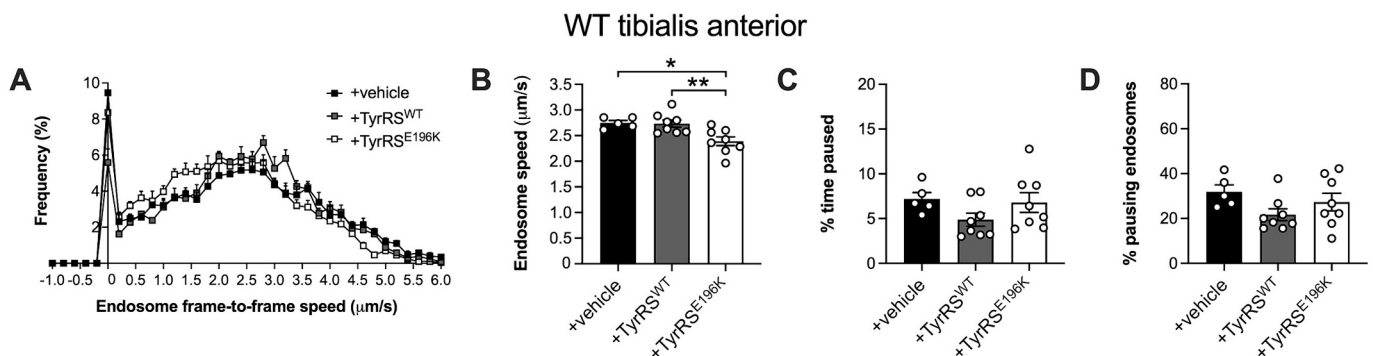 WT tibialis anterior
A
Frequency (%)
10
8
6
4
2
-1.0 -0.5 0 0.5 1.0 1.5 2.0 2.5 3.0 3.5 4.0 4.5 5.0 5.5 6.0
Endosome frame-to-frame speed (μm/s)
+vehicle
+TyrRS^WT
+TyrRS^E196K
B
Endosome speed (μm/s)
3.5
3.0
2.5
2.0
1.5
1.0
0.5
0
*
**
+vehicle
+TyrRS^WT
+TyrRS^E196K
C
% time paused
20
15
10
5
0
+vehicle
+TyrRS^WT
+TyrRS^E196K
D
% pausing endosomes
80
60
40
20
0
+vehicle
+TyrRS^WT
+TyrRS^E196K